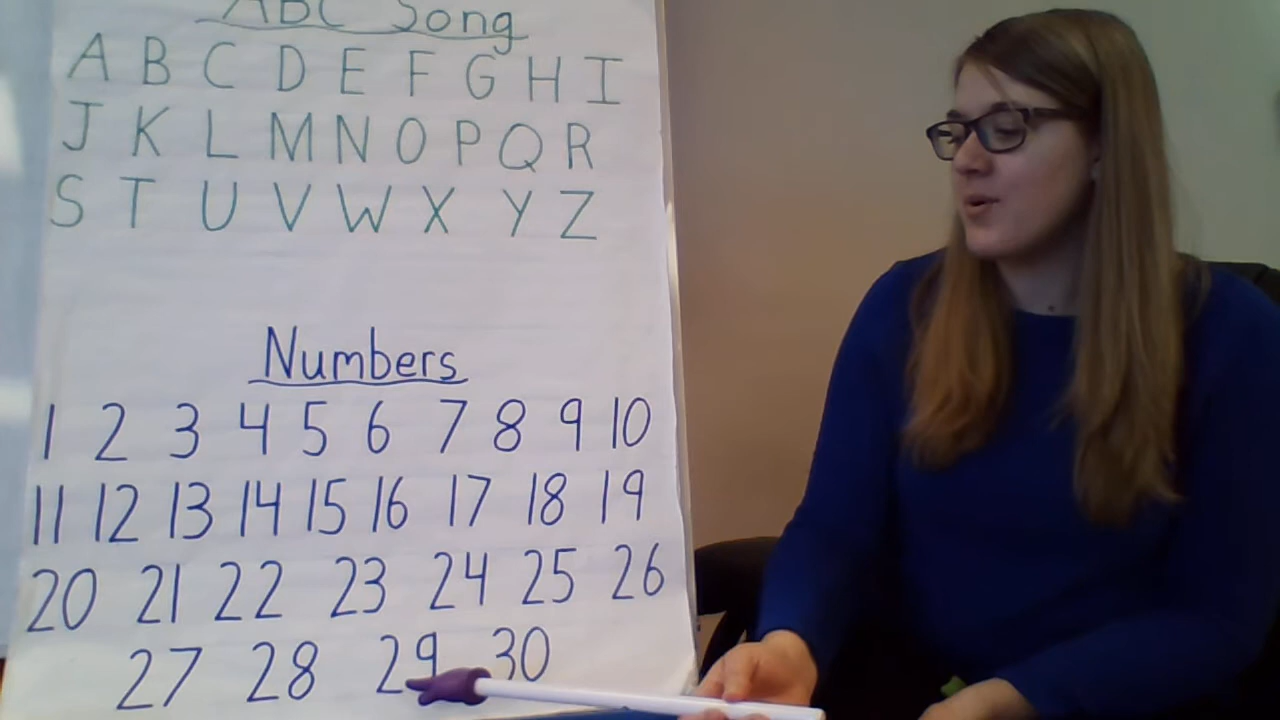 ABC Song
A B C D E F G H I
J K L M N O P Q R
S T U V W X Y Z
Numbers
1 2 3 4 5 6 7 8 9 10
11 12 13 14 15 16 17 18 19
20 21 22 23 24 25 26
27 28 29 30